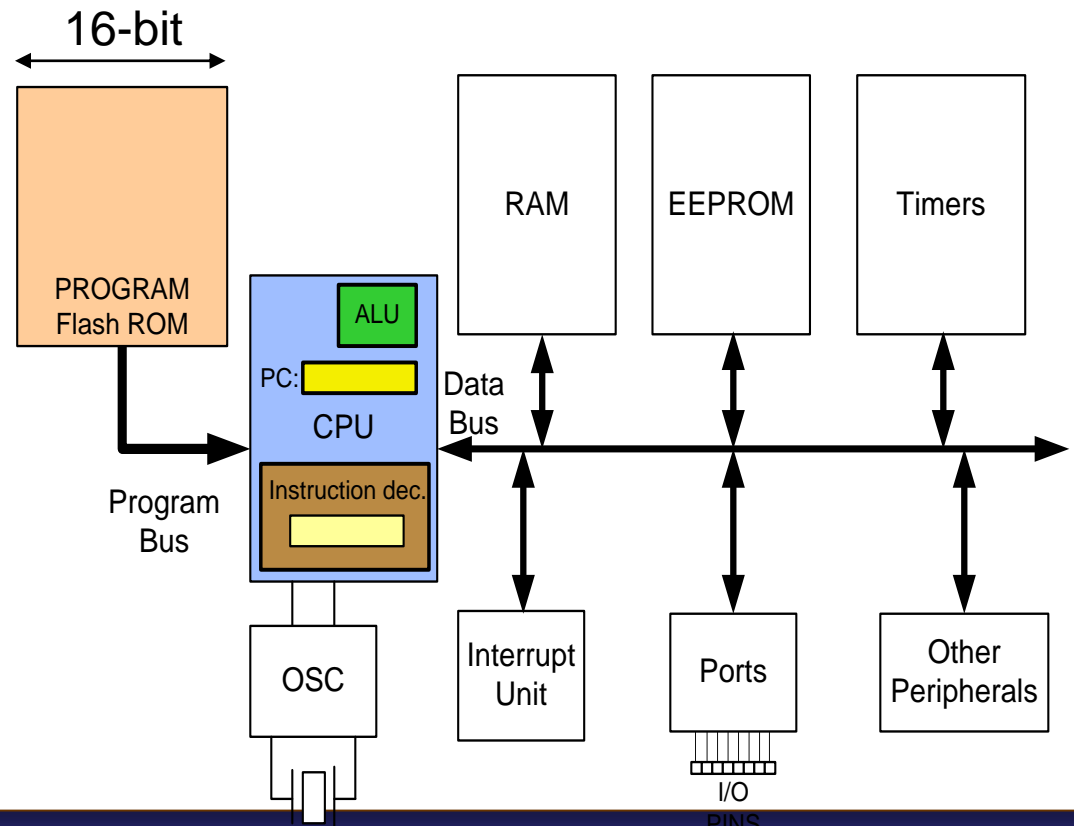 16-bit
PROGRAM
Flash ROM
RAM
EEPROM
Timers
ALU
PC:
CPU
Data
Bus
Instruction dec.
Program
Bus
OSC
Interrupt
Unit
Ports
Other
Peripherals
I/O
PINS